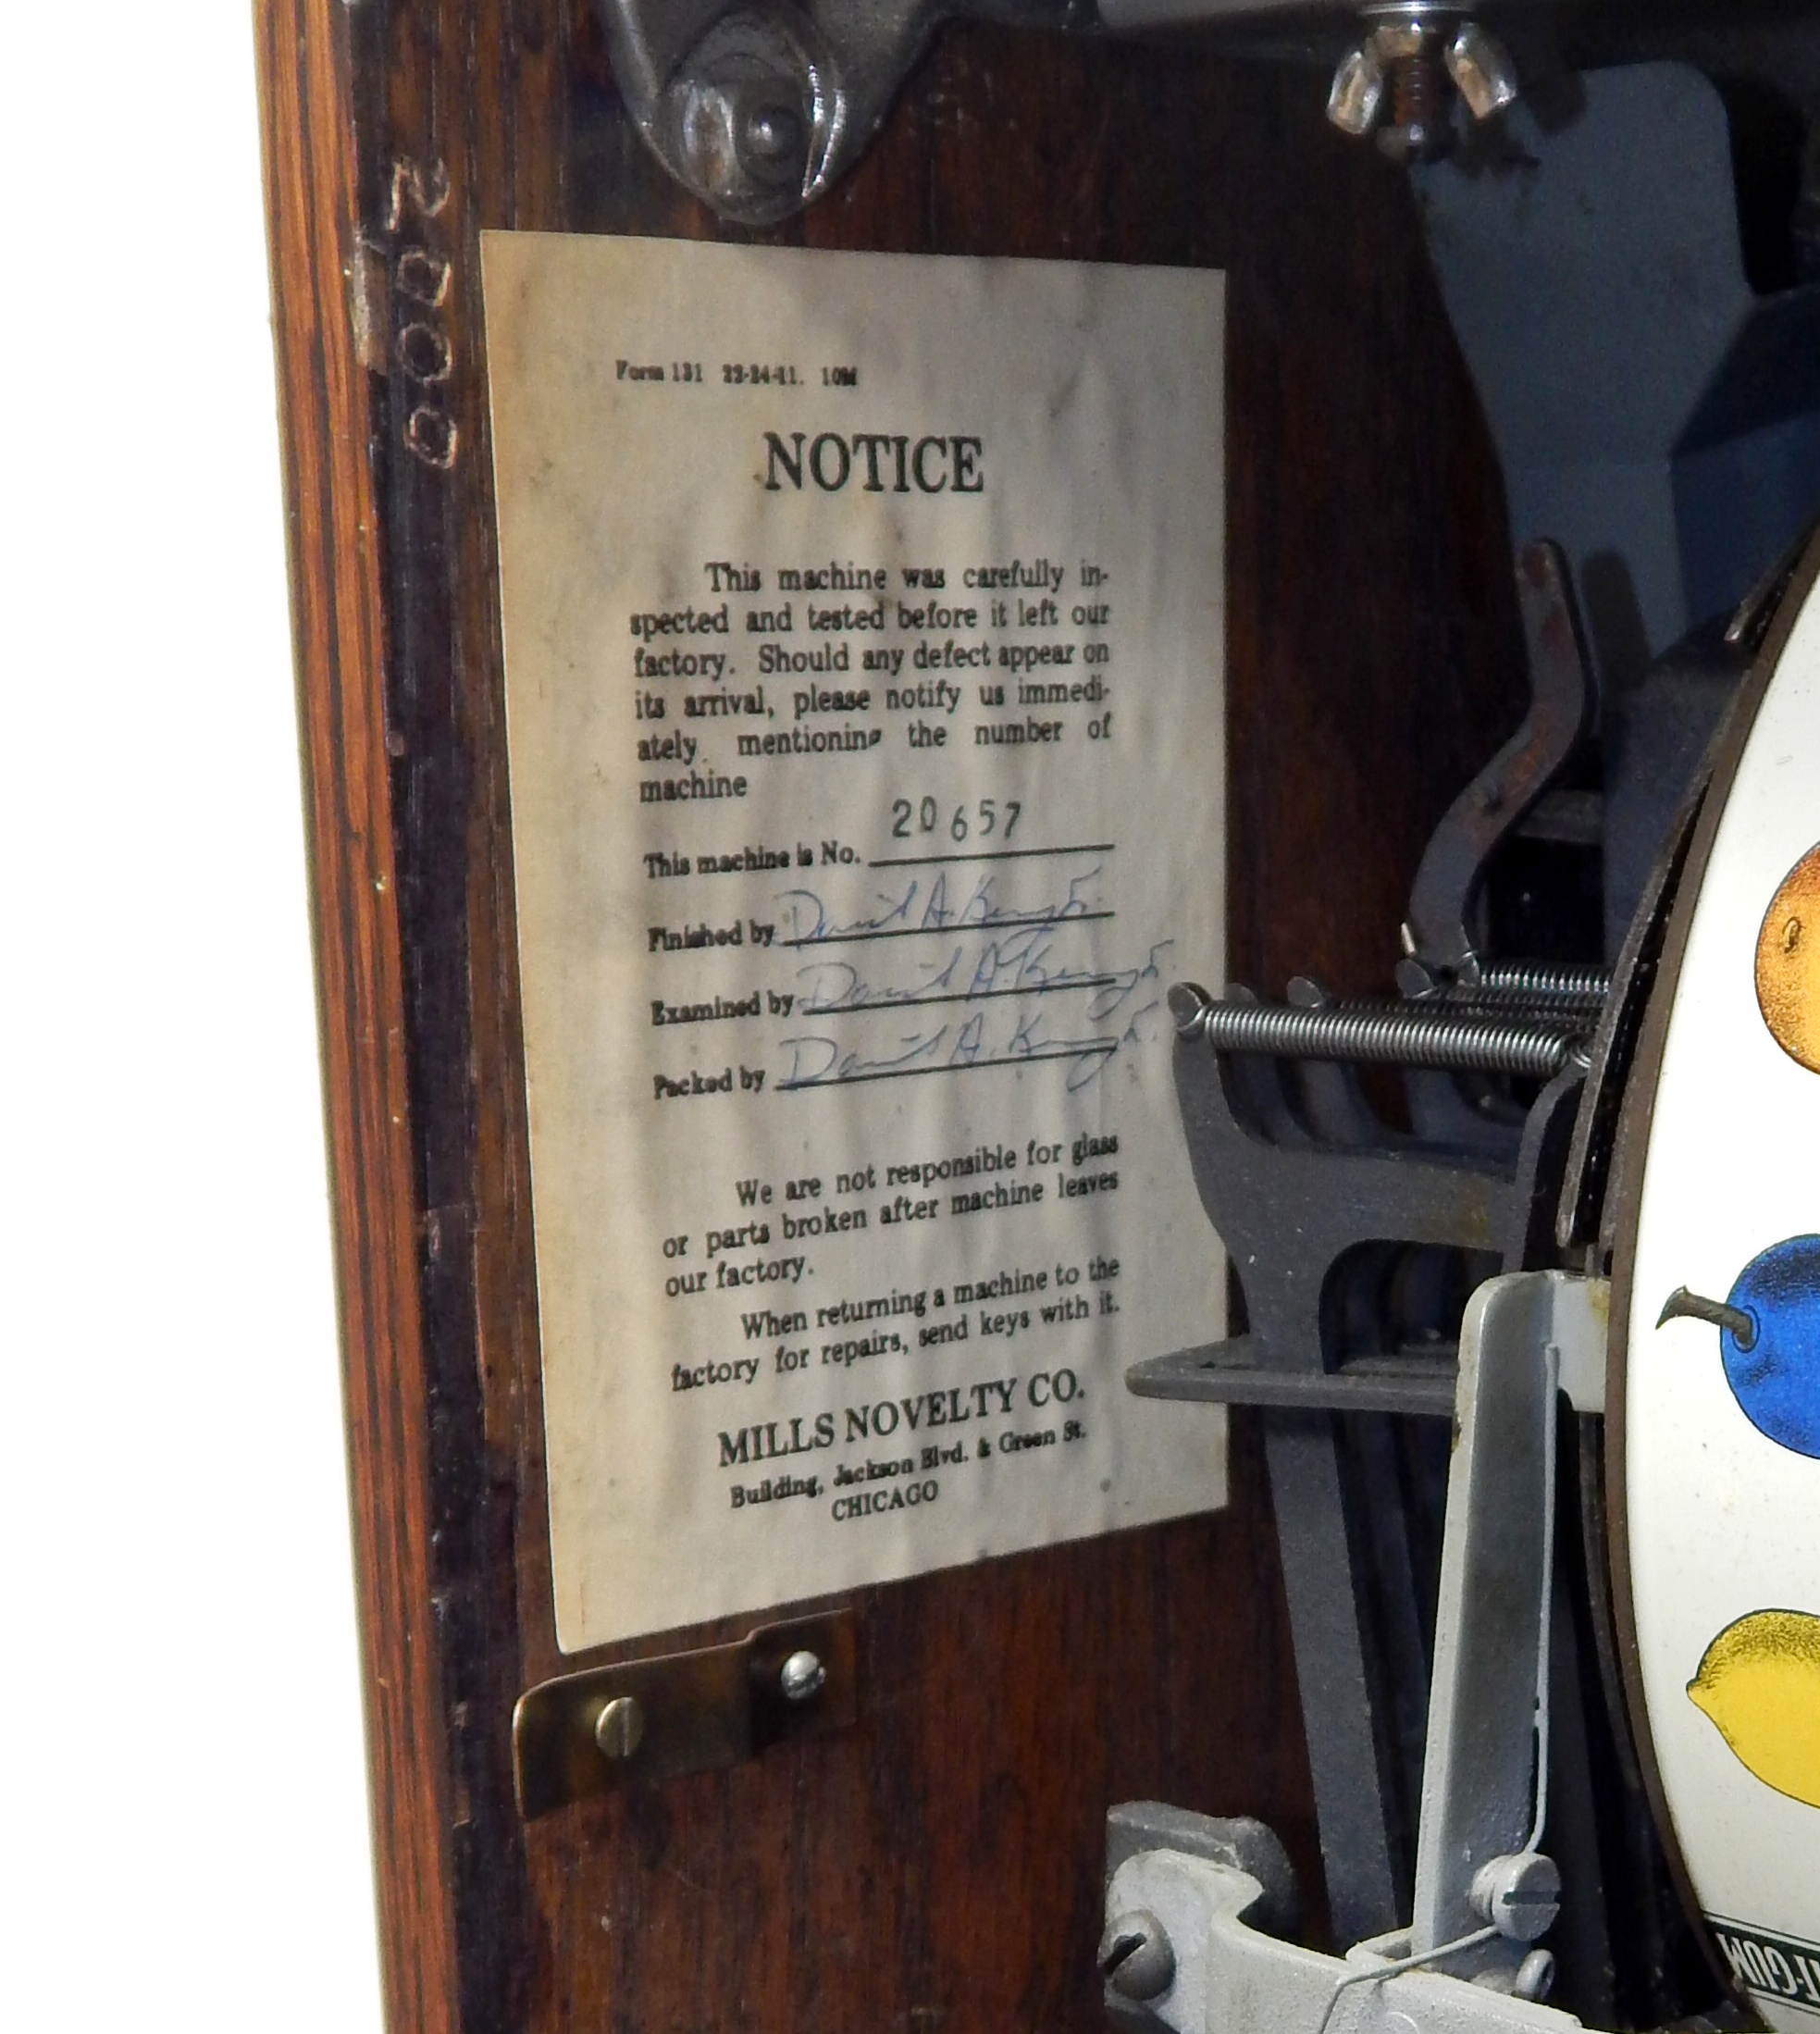 2000
Form 131 23-24-11. 10M
NOTICE
This machine was carefully in-
spected and tested before it left our
factory. Should any defect appear on
its arrival, please notify us immedi-
ately. mentioning the number of
machine
This machine is No. 20657
Finished by David A.
Examined by David A.
Packed by David A.
We are not responsible for glass
or parts broken after machine leaves
our factory.
When returning a machine to the
factory for repairs, send keys with it.
MILLS NOVELTY CO.
Building, Jackson Blvd. & Green St.
CHICAGO